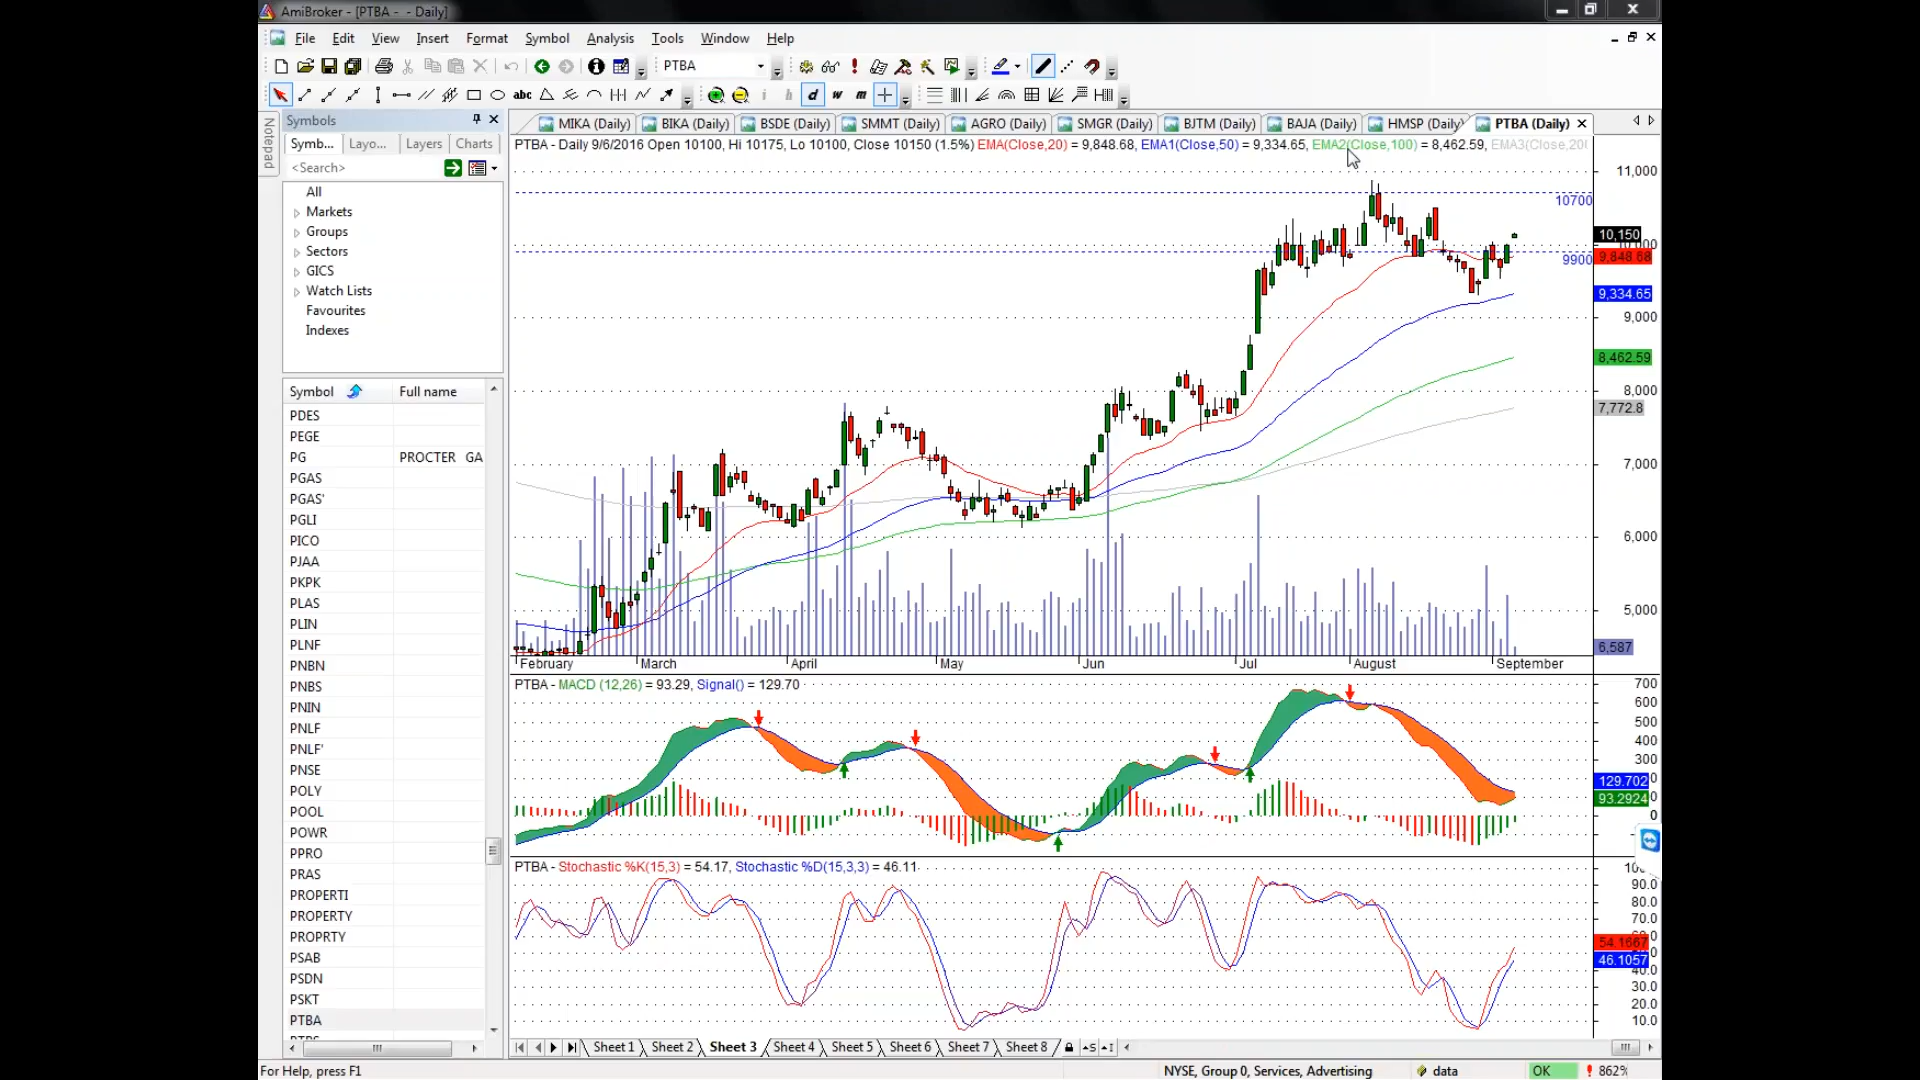 AmiBroker - [PTBA - - Daily]
File Edit View Insert Format Symbol Analysis Tools Window Help
PTBA
abc d w m
Notepad
Symbols
MIKA (Daily) BIKA (Daily) BSDE (Daily) SMMT (Daily) AGRO (Daily) SMGR (Daily) BJTM (Daily) BAJA (Daily) HMSP (Daily) PTBA (Daily)
Symb... Layo... Layers Charts
PTBA - Daily 9/6/2016 Open 10100, Hi 10175, Lo 10100, Close 10150 (1.5%) EMA(Close,20) = 9,848.68, EMA1(Close,50) = 9,334.65, EMA2(Close,100) = 8,462.59, EMA3(Close,200
<Search>
All
Markets
Groups
Sectors
GICS
Watch Lists
Favourites
Indexes
Symbol Full name
PDES
PEGE
PG PROCTER GA
PGAS
PGAS'
PGLI
PICO
PJAA
PKPK
PLAS
PLIN
PLNF
PNBN
PNBS
PNIN
PNLF
PNLF'
PNSE
POLY
POOL
POWR
PPRO
PRAS
PROPERTI
PROPERTY
PROPRTY
PSAB
PSDN
PSKT
PTBA
11,000
10700
10,150
9900
9,848.68
9,334.65
9,000
8,462.59
8,000
7,772.8
7,000
6,000
5,000
6,587
February March April May Jun Jul August September
PTBA - MACD (12,26) = 93.29, Signal() = 129.70
700
600
500
400
300
129.702
93.2924
0
PTBA - Stochastic %K(15,3) = 54.17, Stochastic %D(15,3,3) = 46.11
90.0
80.0
70.0
54.1667
46.1057
40.0
30.0
20.0
10.0
Sheet 1 Sheet 2 Sheet 3 Sheet 4 Sheet 5 Sheet 6 Sheet 7 Sheet 8
For Help, press F1 NYSE, Group 0, Services, Advertising data OK 862%